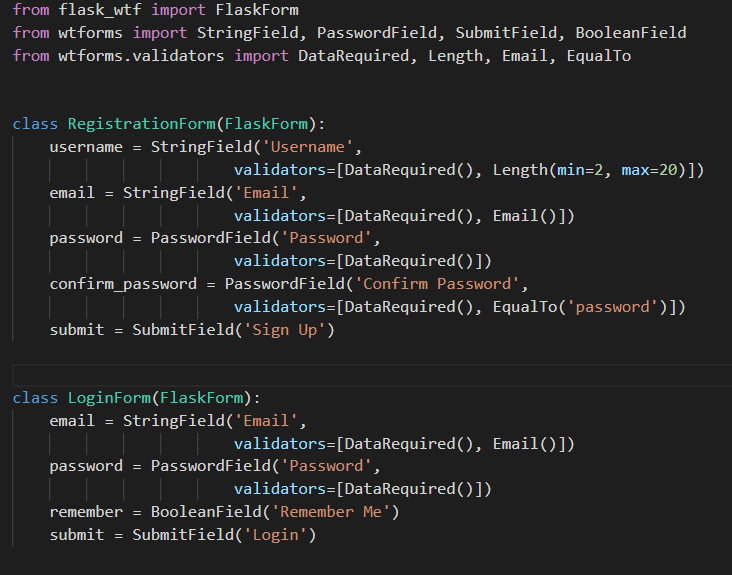 from flask_wtf import FlaskForm
from wtforms import StringField, PasswordField, SubmitField, BooleanField
from wtforms.validators import DataRequired, Length, Email, EqualTo
class RegistrationForm(FlaskForm):
    username = StringField('Username',
                        validators=[DataRequired(), Length(min=2, max=20)])
    email = StringField('Email',
                        validators=[DataRequired(), Email()])
    password = PasswordField('Password',
                        validators=[DataRequired()])
    confirm_password = PasswordField('Confirm Password',
                        validators=[DataRequired(), EqualTo('password')])
    submit = SubmitField('Sign Up')
class LoginForm(FlaskForm):
    email = StringField('Email',
                        validators=[DataRequired(), Email()])
    password = PasswordField('Password',
                        validators=[DataRequired()])
    remember = BooleanField('Remember Me')
    submit = SubmitField('Login')